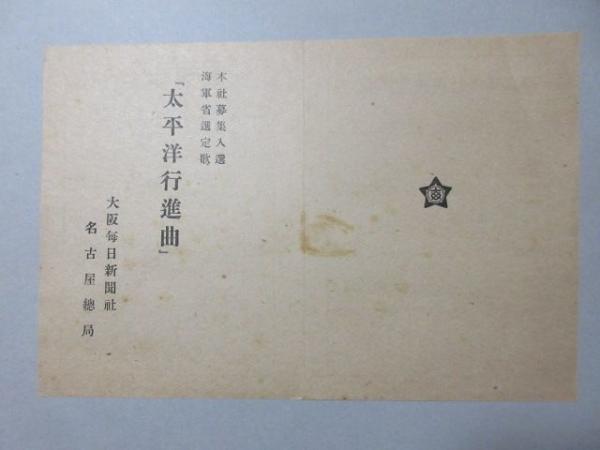 本社募集入選
海軍省選定歌
「太平洋行進曲」
大阪毎日新聞社
名古屋總局